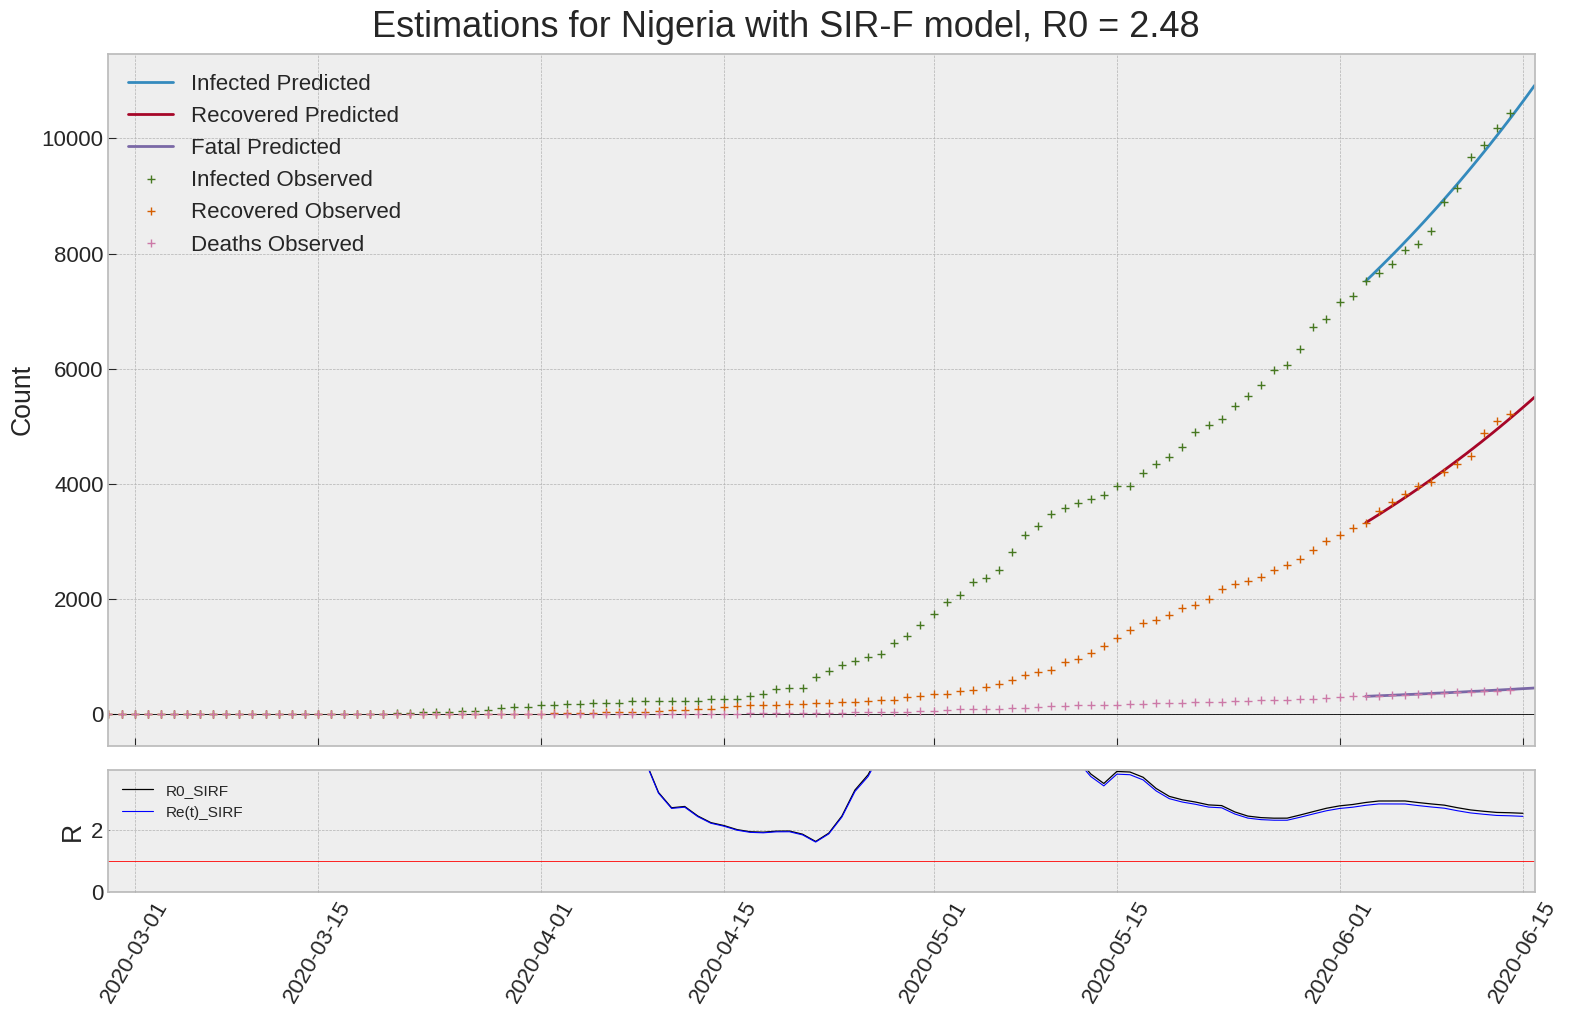 Estimations for Nigeria with SIR-F model, R0 = 2.48
Infected Predicted
Recovered Predicted
Fatal Predicted
Infected Observed
Recovered Observed
Deaths Observed
10000
8000
6000
4000
2000
0
Count
R0_SIRF
Re(t)_SIRF
2
0
R
2020-03-01
2020-03-15
2020-04-01
2020-04-15
2020-05-01
2020-05-15
2020-06-01
2020-06-15